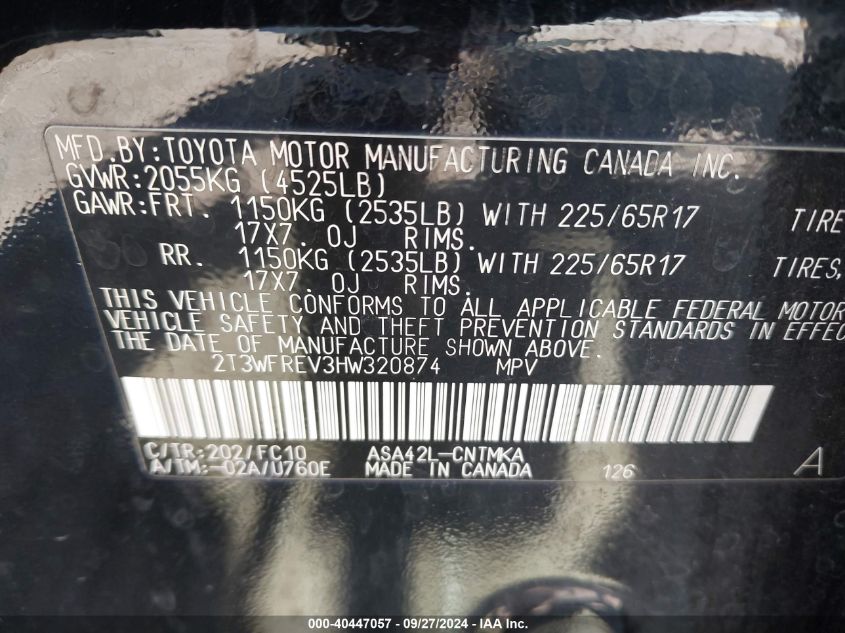 MFD.BY:TOYOTA MOTOR MANUFACTURING CANADA INC.
GVWR:2055KG (4525LB)
GAWR:FRT. 1150KG (2535LB) WITH 225/65R17 TIRE
17X7.0J RIMS.
RR. 1150KG (2535LB) WITH 225/65R17 TIRES,
17X7.0J RIMS.
THIS VEHICLE CONFORMS TO ALL APPLICABLE FEDERAL MOTOR
VEHICLE SAFETY AND THEFT PREVENTION STANDARDS IN EFFEC
THE DATE OF MANUFACTURE SHOWN ABOVE.
2T3WFREV3HW320874 MPV
C/TR:202/FC10 ASA42L-CNTMKA
A/TM:-02A/U760E MADE IN CANADA 126 A
000-40447057 | 09/27/2024 | IAA Inc.